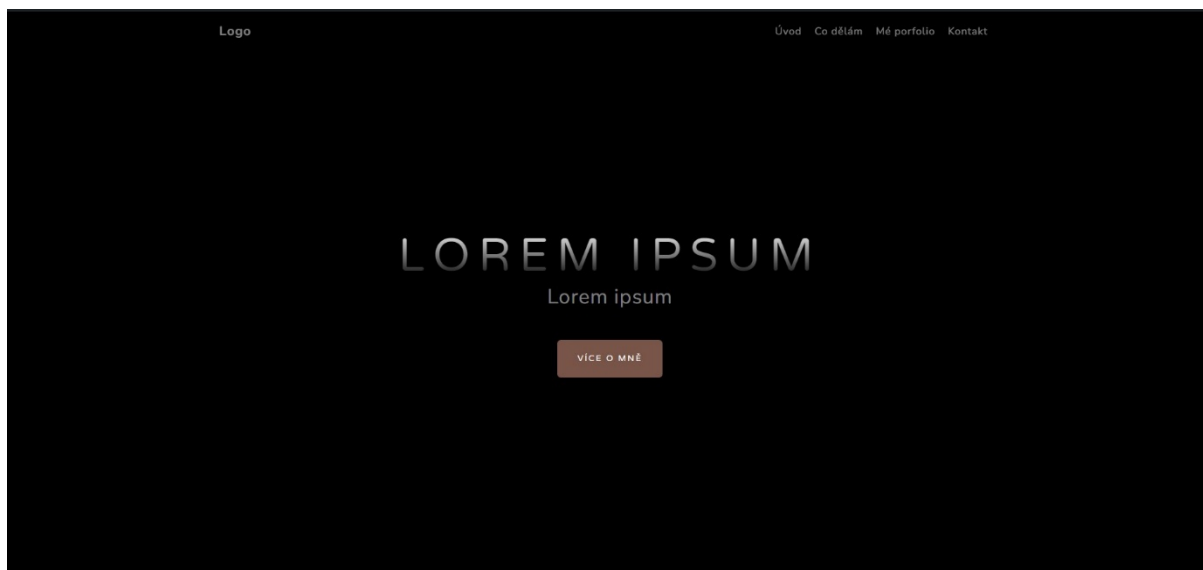 Logo
Úvod Co dělám Mé porfolio Kontakt
LOREM IPSUM
Lorem ipsum
VÍCE O MNĚ